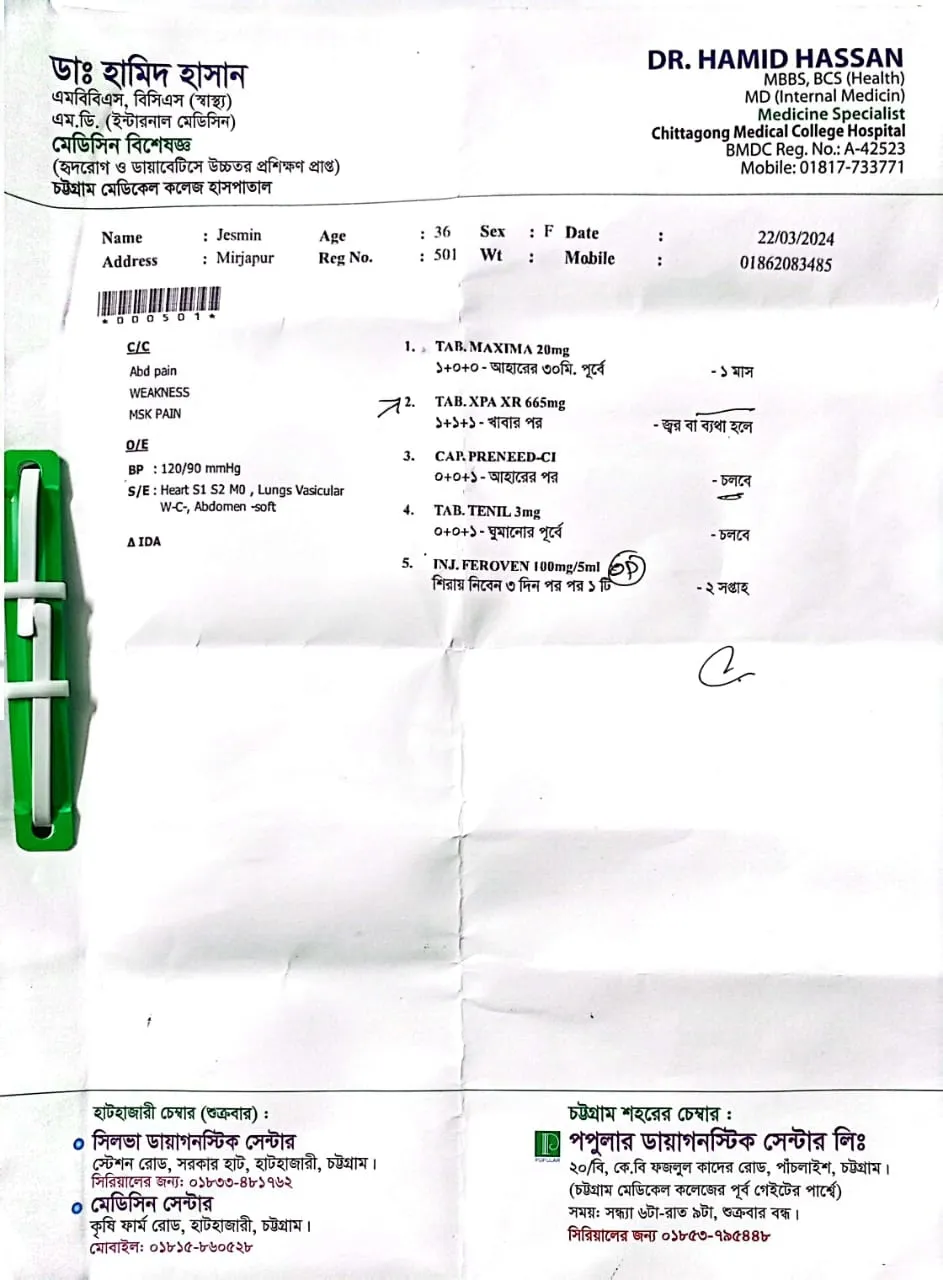 ডাঃ হামিদ হাসান
এমবিবিএস, বিসিএস (স্বাস্থ্য)
এম.ডি. (ইন্টারনাল মেডিসিন)
মেডিসিন বিশেষজ্ঞ
(হৃদরোগ ও ডায়াবেটিসে উচ্চতর প্রশিক্ষণ প্রাপ্ত)
চট্টগ্রাম মেডিকেল কলেজ হাসপাতাল
DR. HAMID HASSAN
MBBS, BCS (Health)
MD (Internal Medicin)
Medicine Specialist
Chittagong Medical College Hospital
BMDC Reg. No.: A-42523
Mobile: 01817-733771
Name : Jesmin Age : 36 Sex : F Date : 22/03/2024
Address : Mirjapur Reg No. : 501 Wt : Mobile : 01862083485
*000501*
C/C
Abd pain
WEAKNESS
MSK PAIN
O/E
BP : 120/90 mmHg
S/E : Heart S1 S2 M0 , Lungs Vasicular
W-C-, Abdomen -soft
Δ IDA
1. TAB. MAXIMA 20mg
১+০+০ - আহারের ৩০মি. পূর্বে - ১ মাস
2. TAB. XPA XR 665mg
১+১+১ - খাবার পর - জ্বর বা ব্যথা হলে
3. CAP. PRENEED-CI
০+০+১ - আহারের পর - চলবে
4. TAB. TENIL 3mg
০+০+১ - ঘুমানোর পূর্বে - চলবে
5. INJ. FEROVEN 100mg/5ml
শিরায় নিবেন ৩ দিন পর পর ১ টি - ২ সপ্তাহ
হাটহাজারী চেম্বার (শুক্রবার) :
সিলভা ডায়াগনস্টিক সেন্টার
স্টেশন রোড, সরকার হাট, হাটহাজারী, চট্টগ্রাম।
সিরিয়ালের জন্য: ০১৮৩৩-৪৮১৭৬২
মেডিসিন সেন্টার
কৃষি ফার্ম রোড, হাটহাজারী, চট্টগ্রাম।
মোবাইল: ০১৮১৫-৮৬০৫২৮
চট্টগ্রাম শহরের চেম্বার :
পপুলার ডায়াগনস্টিক সেন্টার লিঃ
২০/বি, কে.বি ফজলুল কাদের রোড, পাঁচলাইশ, চট্টগ্রাম।
(চট্টগ্রাম মেডিকেল কলেজের পূর্ব গেইটের পার্শ্বে)
সময়: সন্ধ্যা ৬টা-রাত ৯টা, শুক্রবার বন্ধ।
সিরিয়ালের জন্য ০১৮৫৩-৭৯৫৪৪৮